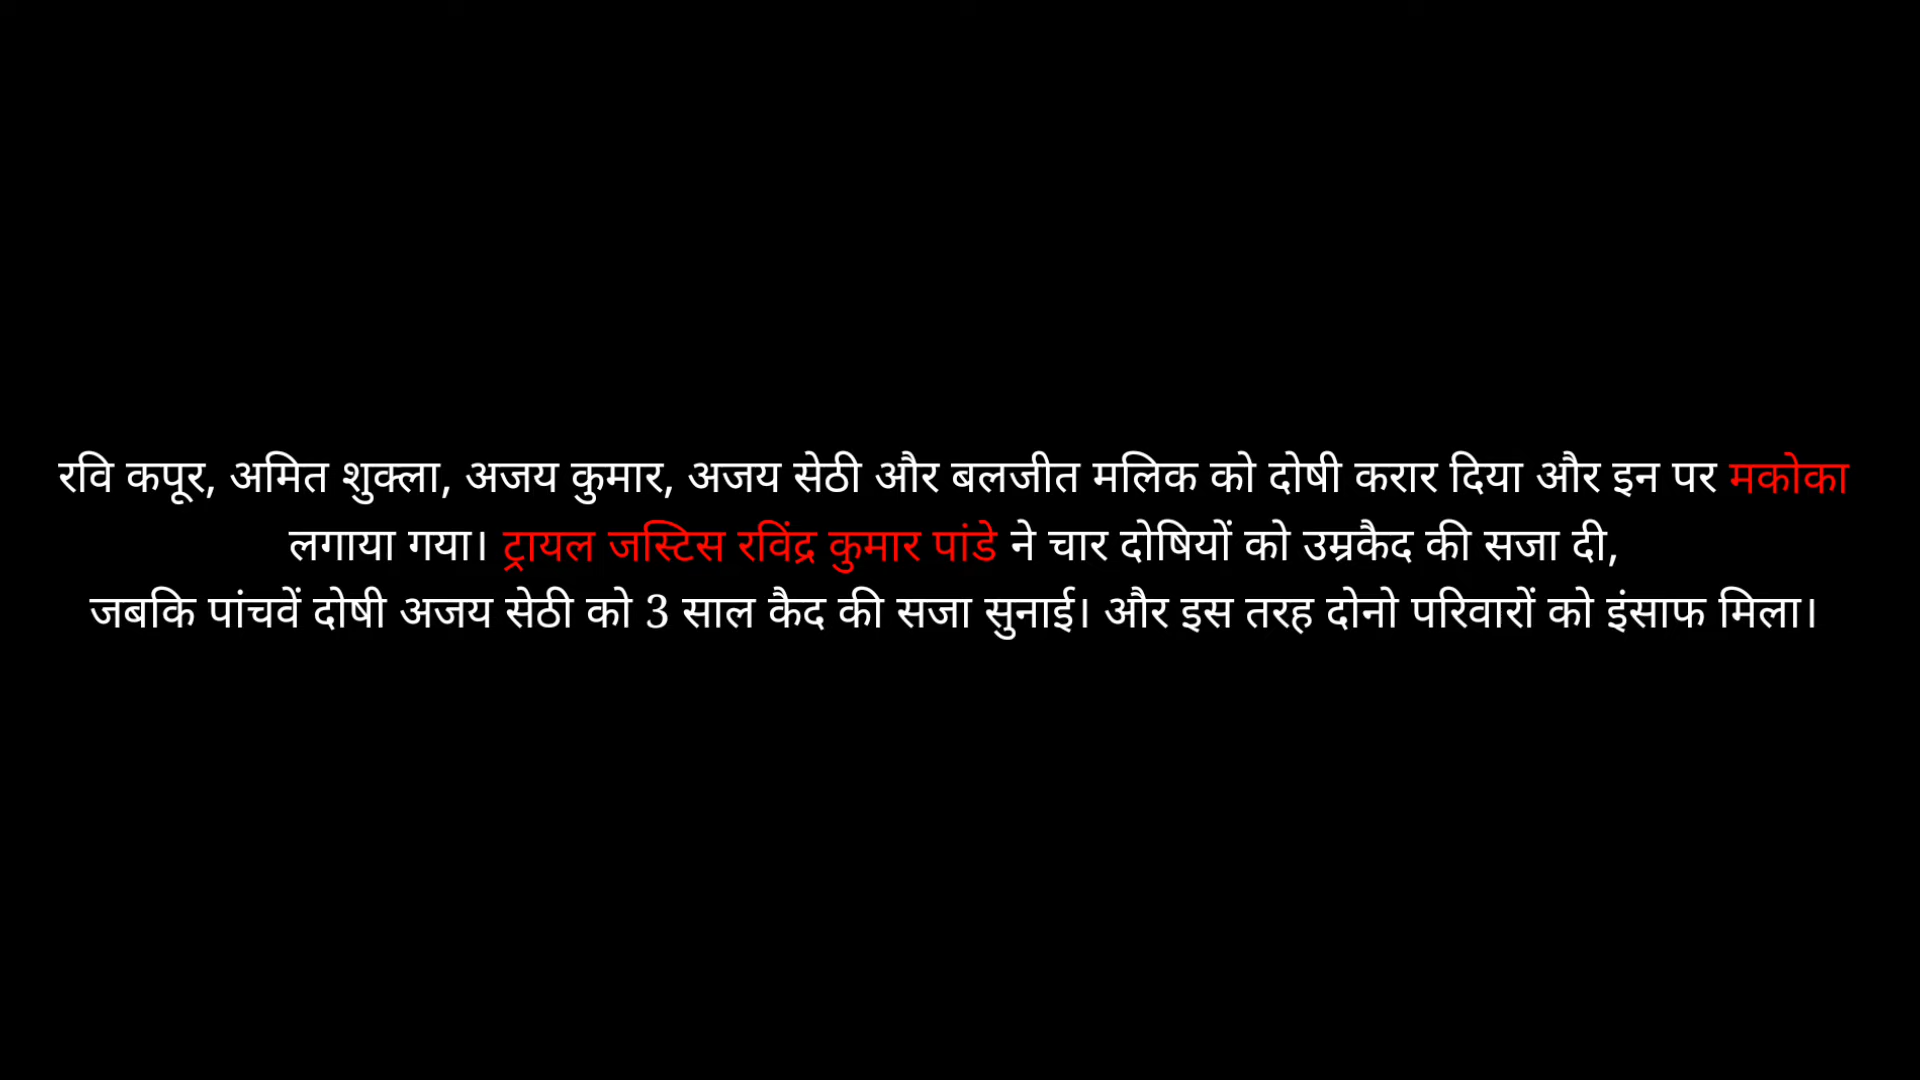 रवि कपूर, अमित शुक्ला, अजय कुमार, अजय सेठी और बलजीत मलिक को दोषी करार दिया और इन पर मकोका
लगाया गया। ट्रायल जस्टिस रविंद्र कुमार पांडे ने चार दोषियों को उम्रकैद की सजा दी,
जबकि पांचवें दोषी अजय सेठी को 3 साल कैद की सजा सुनाई। और इस तरह दोनो परिवारों को इंसाफ मिला।